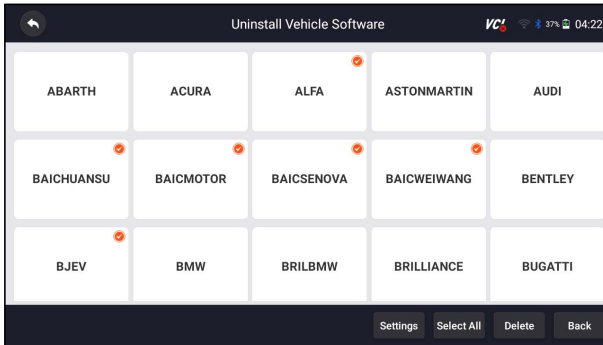 Uninstall Vehicle Software VCI 37% 04:22
ABARTH ACURA ALFA ASTONMARTIN AUDI
BAICHUANSU BAICMOTOR BAICSENOVA BAICWEIWANG BENTLEY
BJEV BMW BRILBMW BRILLIANCE BUGATTI
Settings Select All Delete Back